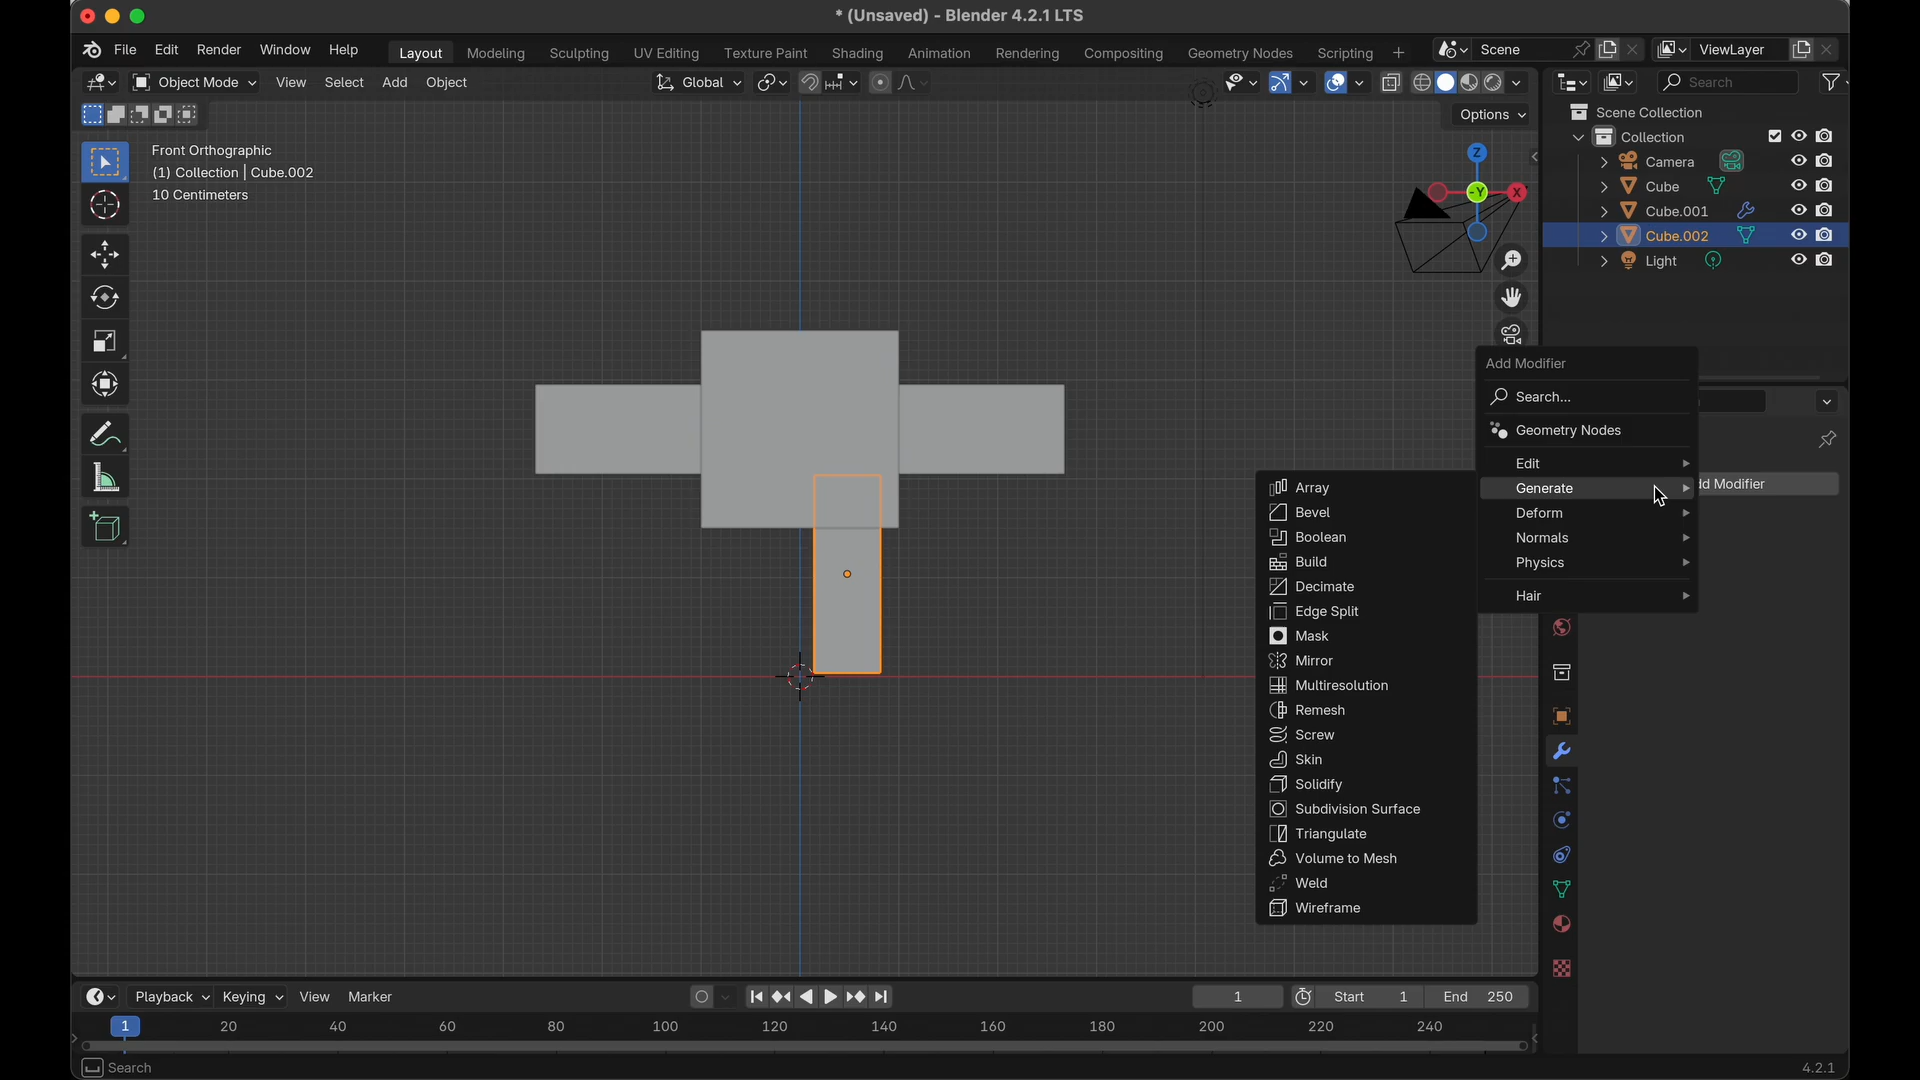 * (Unsaved) - Blender 4.2.1 LTS
File Edit Render Window Help Layout Modeling Sculpting UV Editing Texture Paint Shading Animation Rendering Compositing Geometry Nodes Scripting + Scene ViewLayer
Object Mode View Select Add Object Global Search
Options
Scene Collection
Collection
Camera
Cube
Cube.001
Cube.002
Light
Front Orthographic
(1) Collection | Cube.002
10 Centimeters
Z
-Y
X
Add Modifier
Search...
Geometry Nodes
Edit
Generate
Deform
Normals
Physics
Hair
dd Modifier
Array
Bevel
Boolean
Build
Decimate
Edge Split
Mask
Mirror
Multiresolution
Remesh
Screw
Skin
Solidify
Subdivision Surface
Triangulate
Volume to Mesh
Weld
Wireframe
Playback Keying View Marker 1 Start 1 End 250
1 20 40 60 80 100 120 140 160 180 200 220 240
Search 4.2.1